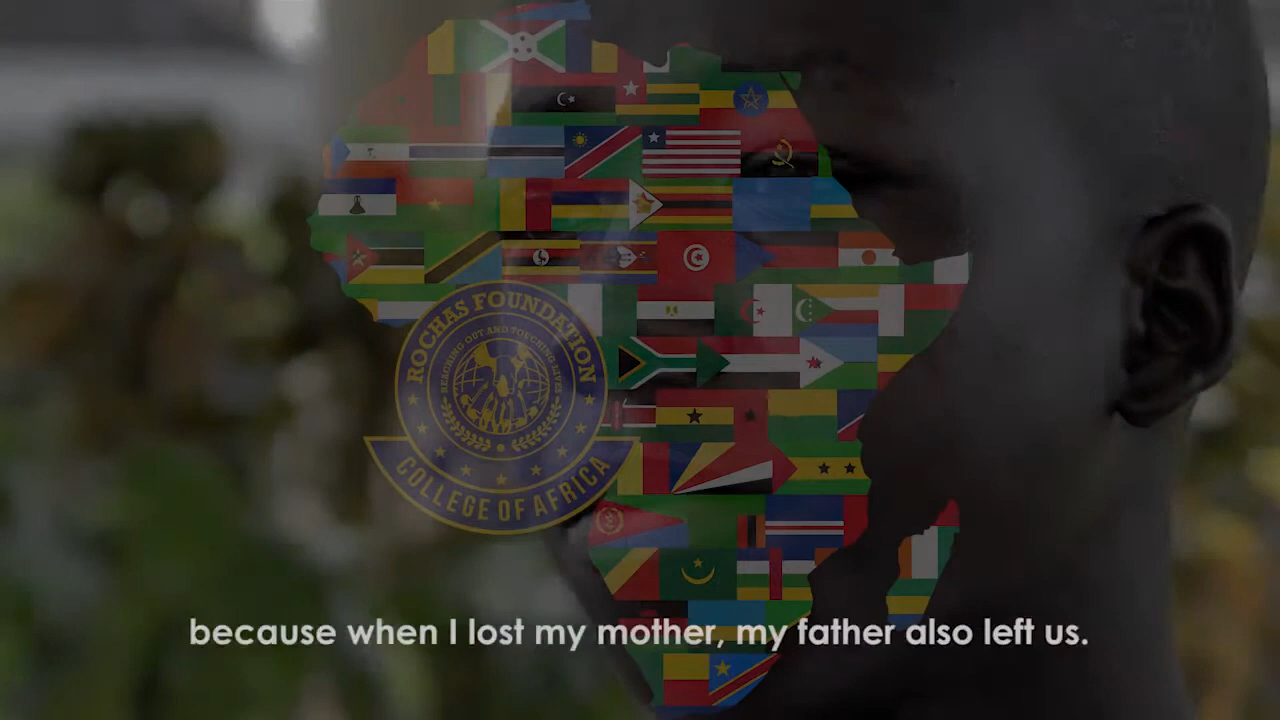 ROCHAS FOUNDATION
REACHING OUT AND TOUCHING LIVES
COLLEGE OF AFRICA
because when I lost my mother, my father also left us.